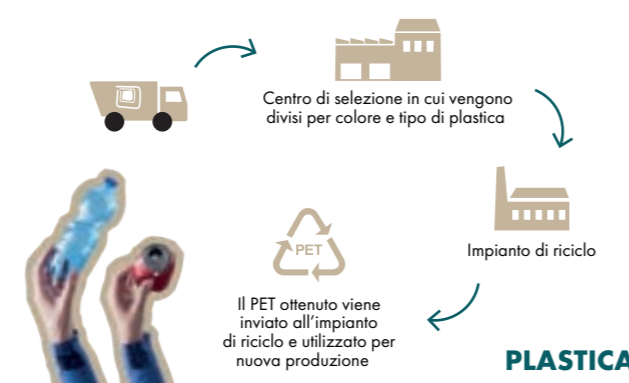 Centro di selezione in cui vengono
divisi per colore e tipo di plastica
Impianto di riciclo
PET
Il PET ottenuto viene
inviato all'impianto
di riciclo e utilizzato per
nuova produzione
PLASTICA